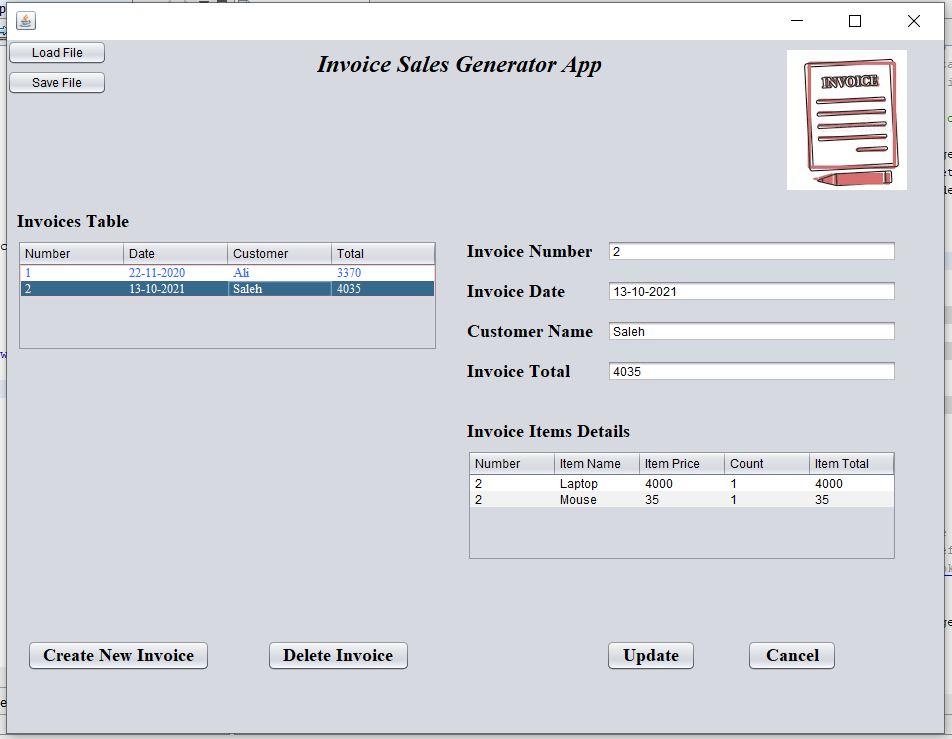 Load File
Save File
Invoice Sales Generator App
INVOICE
Invoices Table
Number Date Customer Total
1 22-11-2020 Ali 3370
2 13-10-2021 Saleh 4035
Invoice Number 2
Invoice Date 13-10-2021
Customer Name Saleh
Invoice Total 4035
Invoice Items Details
Number Item Name Item Price Count Item Total
2 Laptop 4000 1 4000
2 Mouse 35 1 35
Create New Invoice Delete Invoice Update Cancel